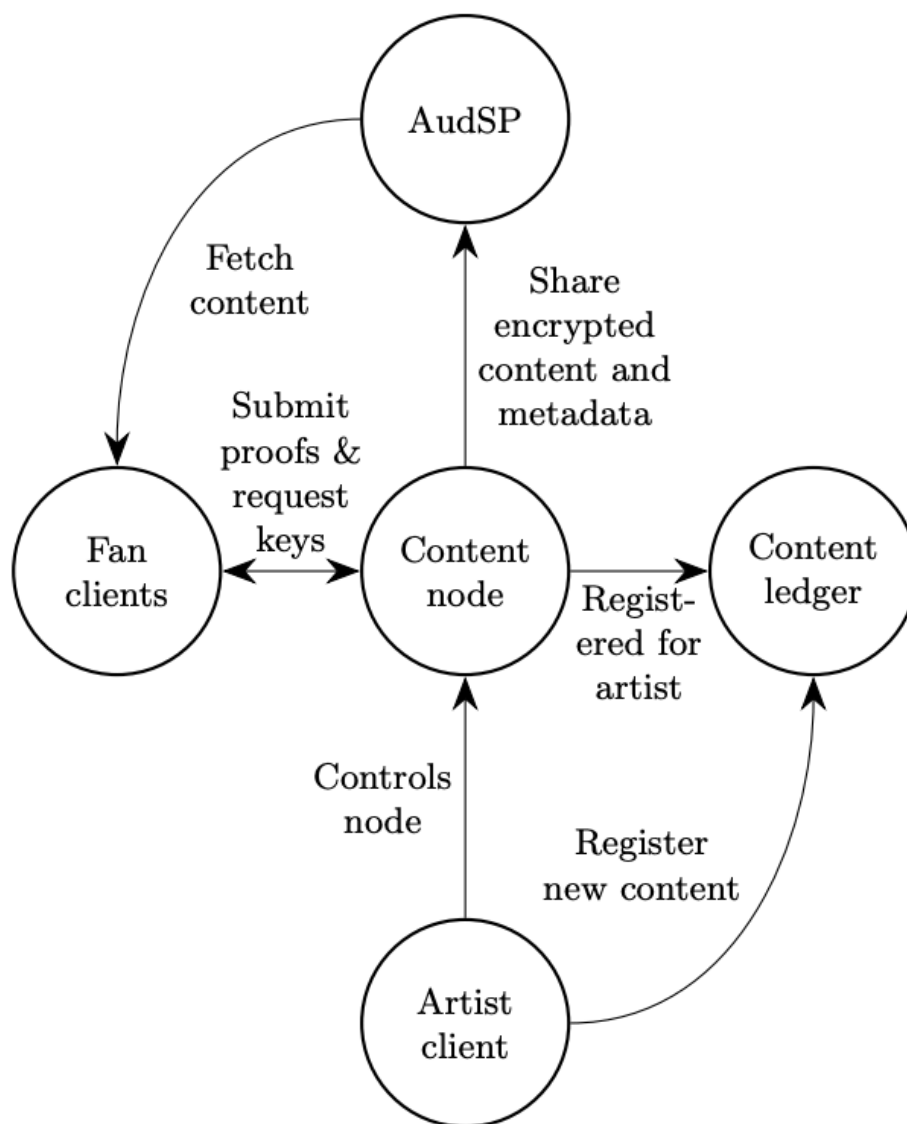 AudSP
Fetch
content
Share
encrypted
content and
metadata
Submit
proofs &
request
keys
Fan
clients
Content
node
Content
ledger
Regist-
ered for
artist
Controls
node
Register
new content
Artist
client